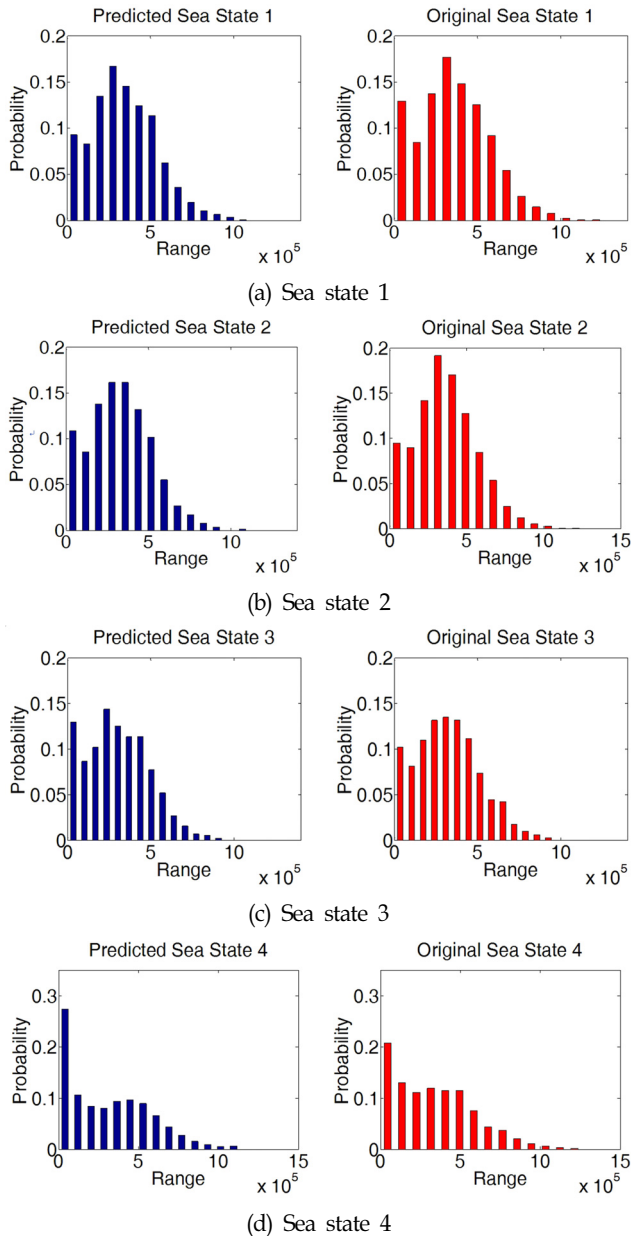 Predicted Sea State 1
Original Sea State 1
0.2
0.15
0.1
0.05
0
Probability
0
5
10
Range
x 10^5
0.2
0.15
0.1
0.05
0
Probability
0
5
10
Range
x 10^5
(a) Sea state 1
Predicted Sea State 2
Original Sea State 2
0.2
0.15
0.1
0.05
0
Probability
0
5
10
Range
x 10^5
0.2
0.15
0.1
0.05
0
Probability
0
5
10
15
Range
x 10^5
(b) Sea state 2
Predicted Sea State 3
Original Sea State 3
0.2
0.15
0.1
0.05
0
Probability
0
5
10
Range
x 10^5
0.2
0.15
0.1
0.05
0
Probability
0
5
10
Range
x 10^5
(c) Sea state 3
Predicted Sea State 4
Original Sea State 4
0.3
0.2
0.1
0
Probability
0
5
10
15
Range
x 10^5
0.3
0.2
0.1
0
Probability
0
5
10
15
Range
x 10^5
(d) Sea state 4